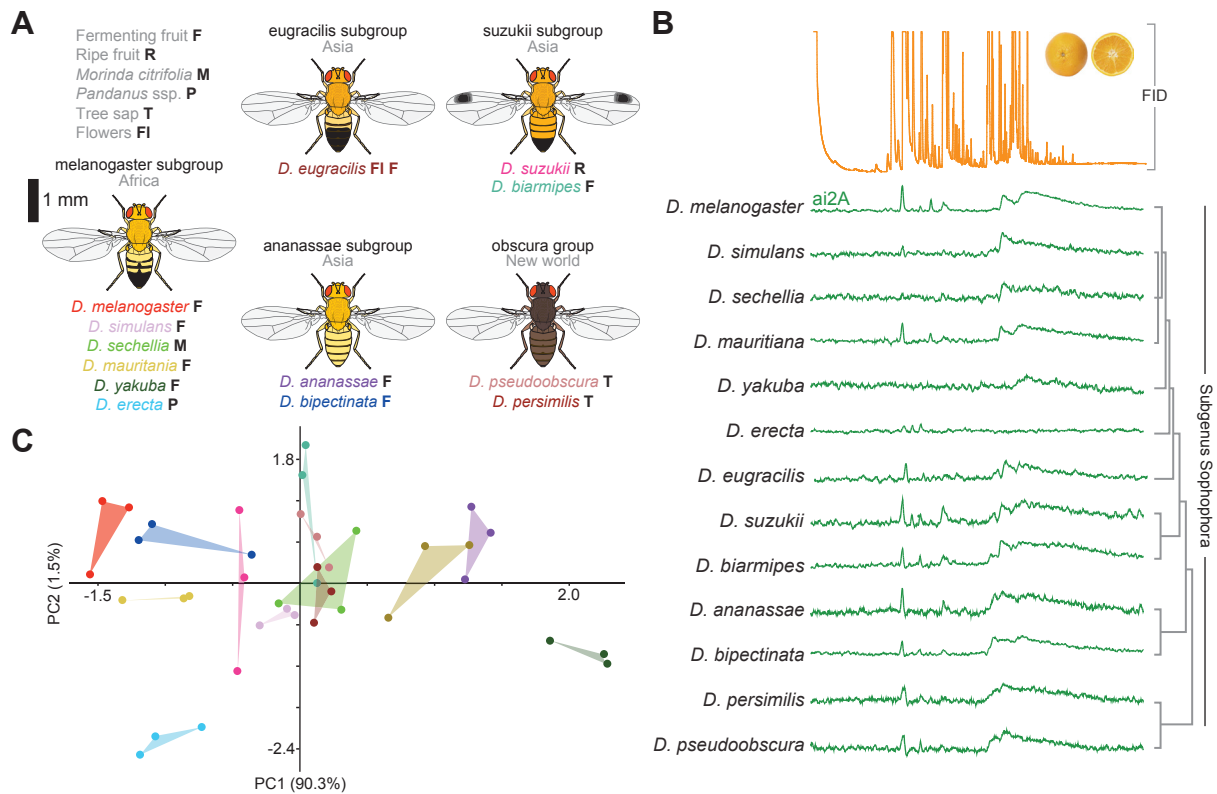 A
Fermenting fruit F
Ripe fruit R
Morinda citrifolia M
Pandanus ssp. P
Tree sap T
Flowers Fl
melanogaster subgroup
Africa
1 mm
D. melanogaster F
D. simulans F
D. sechellia M
D. mauritania F
D. yakuba F
D. erecta P
eugracilis subgroup
Asia
D. eugracilis Fl F
suzukii subgroup
Asia
D. suzukii R
D. biarmipes F
ananassae subgroup
Asia
D. ananassae F
D. bipectinata F
obscura group
New world
D. pseudoobscura T
D. persimilis T
B
FID
ai2A
D. melanogaster
D. simulans
D. sechellia
D. mauritiana
D. yakuba
D. erecta
D. eugracilis
D. suzukii
D. biarmipes
D. ananassae
D. bipectinata
D. persimilis
D. pseudoobscura
Subgenus Sophophora
C
1.8
PC2 (1.5%)
-1.5
2.0
-2.4
PC1 (90.3%)